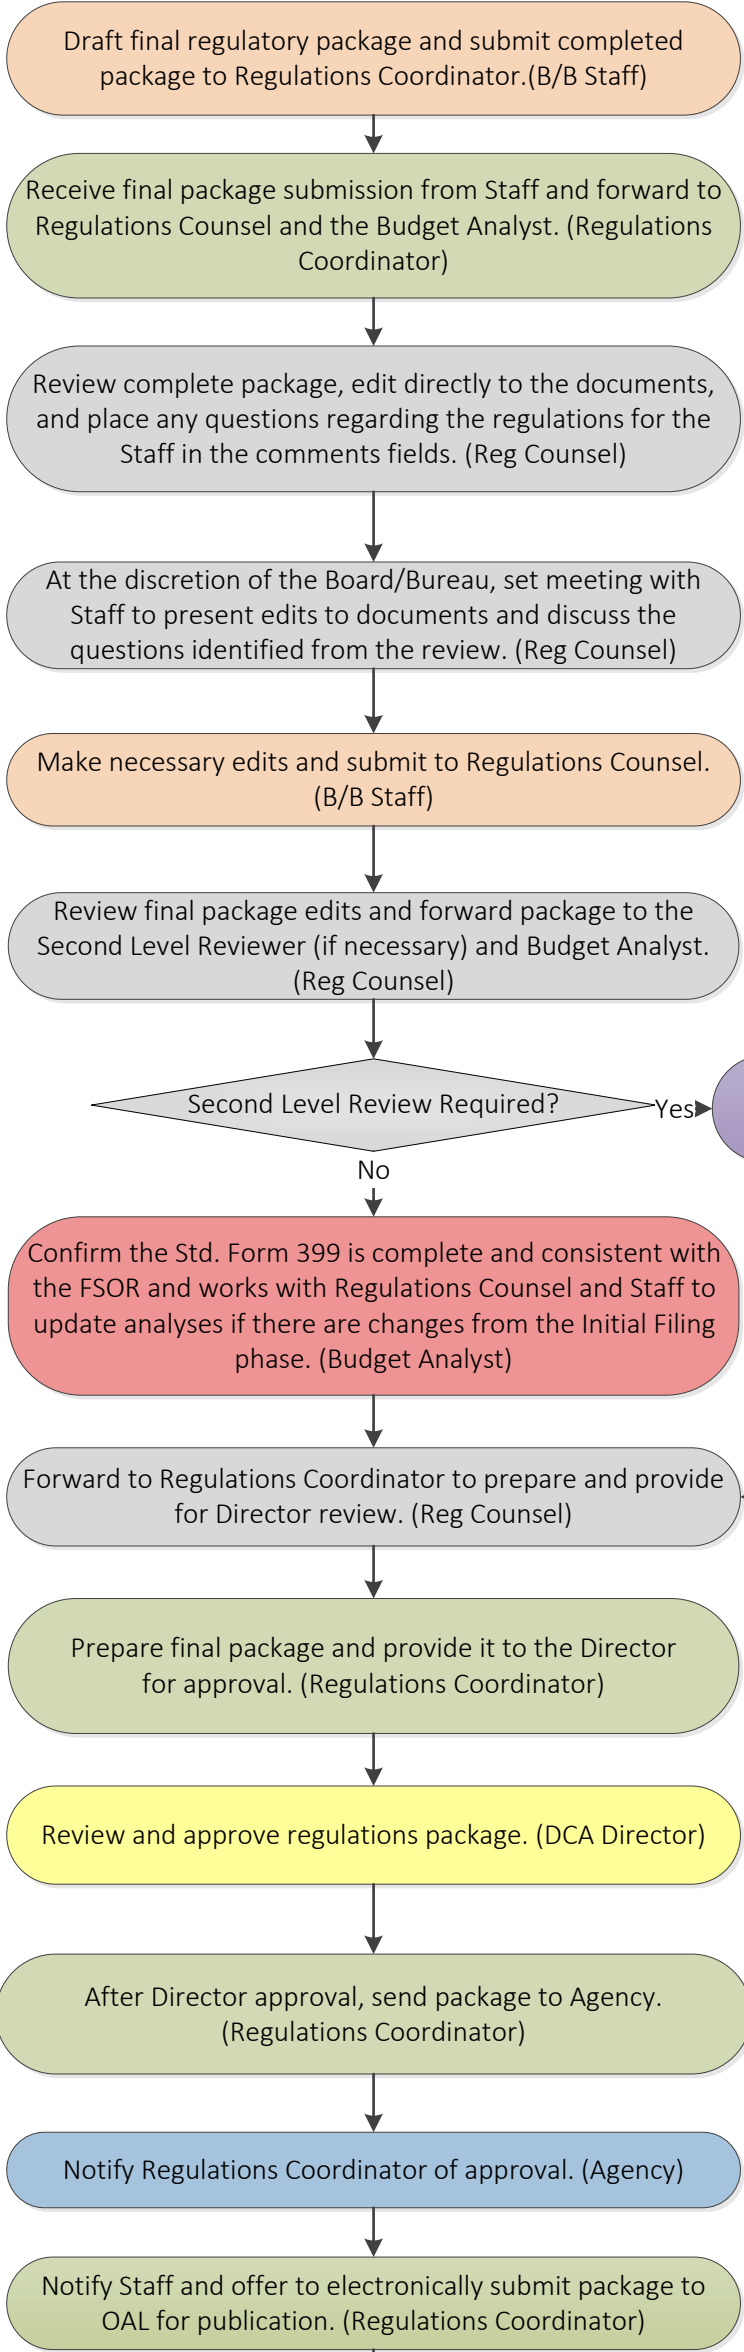 Draft final regulatory package and submit completed
package to Regulations Coordinator.(B/B Staff)
Receive final package submission from Staff and forward to
Regulations Counsel and the Budget Analyst. (Regulations
Coordinator)
Review complete package, edit directly to the documents,
and place any questions regarding the regulations for the
Staff in the comments fields. (Reg Counsel)
At the discretion of the Board/Bureau, set meeting with
Staff to present edits to documents and discuss the
questions identified from the review. (Reg Counsel)
Make necessary edits and submit to Regulations Counsel.
(B/B Staff)
Review final package edits and forward package to the
Second Level Reviewer (if necessary) and Budget Analyst.
(Reg Counsel)
Second Level Review Required?
Yes
No
Confirm the Std. Form 399 is complete and consistent with
the FSOR and works with Regulations Counsel and Staff to
update analyses if there are changes from the Initial Filing
phase. (Budget Analyst)
Forward to Regulations Coordinator to prepare and provide
for Director review. (Reg Counsel)
Prepare final package and provide it to the Director
for approval. (Regulations Coordinator)
Review and approve regulations package. (DCA Director)
After Director approval, send package to Agency.
(Regulations Coordinator)
Notify Regulations Coordinator of approval. (Agency)
Notify Staff and offer to electronically submit package to
OAL for publication. (Regulations Coordinator)